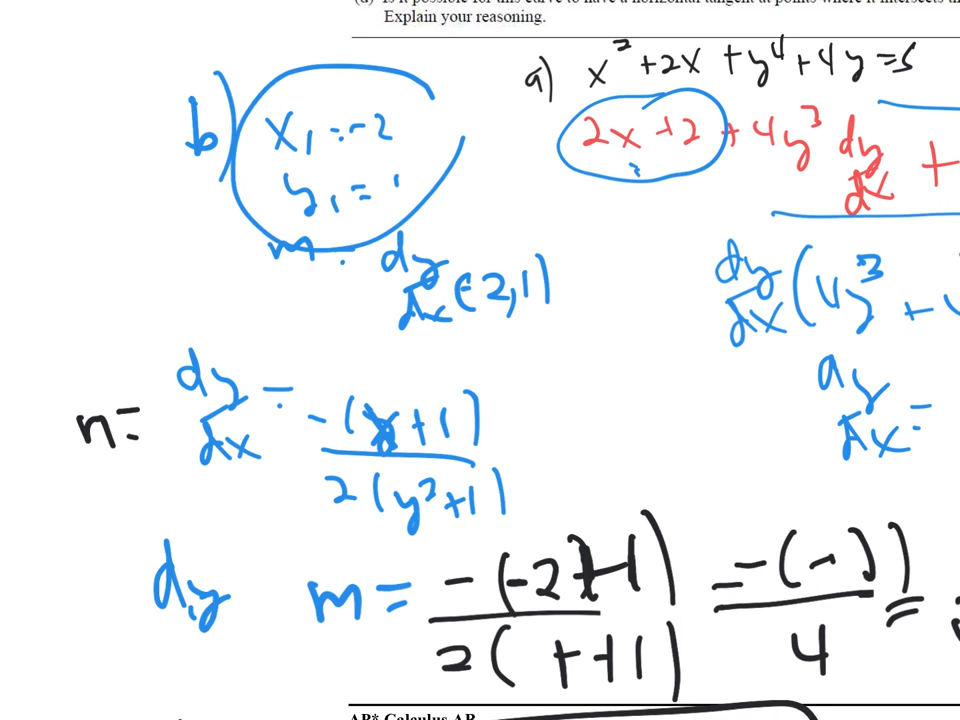 Explain your reasoning.
a) x² + 2x + y⁴ + 4y = 5
2x + 2 + 4y³ dy/dx +
b) x₁ = -2
y₁ = 1
m = dy/dx (-2, 1)
dy/dx (4y³ +
dy/dx =
m = dy/dx = -(x+1) / 2(y³+1)
dy m = -(-2+1) / 2(1+1) = -(-1) / 4 =
AP* Calculus AB